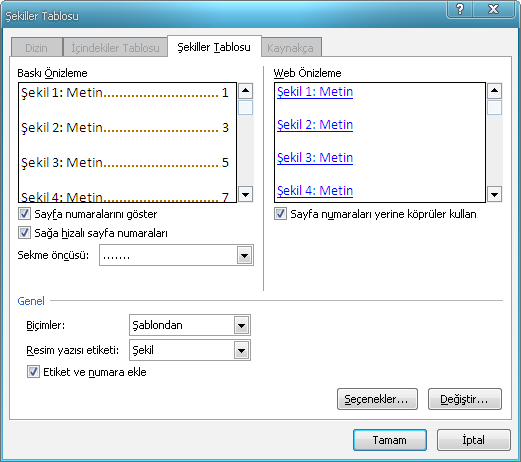 Şekiller Tablosu
Dizin İçindekiler Tablosu Şekiller Tablosu Kaynakça
Baskı Önizleme
Şekil 1: Metin............................ 1
Şekil 2: Metin............................ 3
Şekil 3: Metin............................ 5
Şekil 4: Metin............................ 7
Sayfa numaralarını göster
Sağa hizalı sayfa numaraları
Sekme öncüsü: .......
Web Önizleme
Şekil 1: Metin
Şekil 2: Metin
Şekil 3: Metin
Şekil 4: Metin
Sayfa numaraları yerine köprüler kullan
Genel
Biçimler: Şablondan
Resim yazısı etiketi: Şekil
Etiket ve numara ekle
Seçenekler... Değiştir...
Tamam İptal